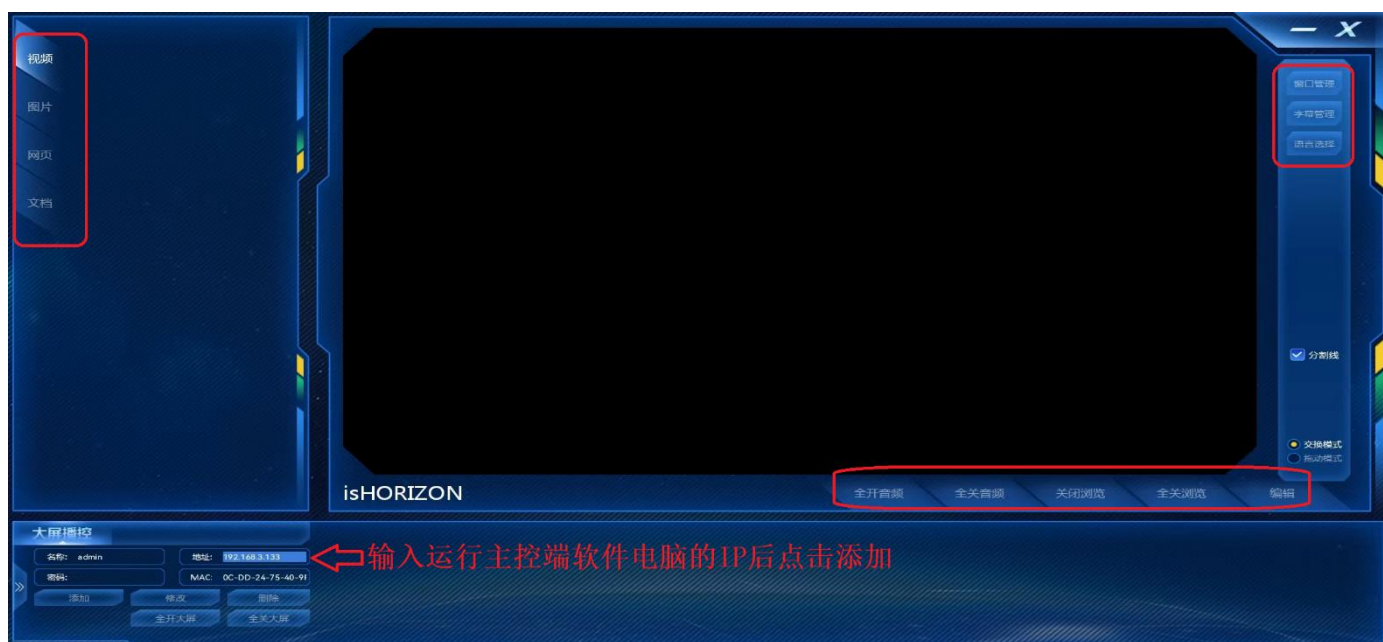 视频
图片
网页
文档
窗口管理
字幕管理
语言选择
分割线
交换模式
拖动模式
isHORIZON
全开音频
全关音频
关闭浏览
全关浏览
编辑
大屏播控
名称: admin
地址: 192.168.3.133
密码:
MAC: 0C-DD-24-75-40-9
添加
修改
删除
全开大屏
全关大屏
输入运行主控端软件电脑的IP后点击添加